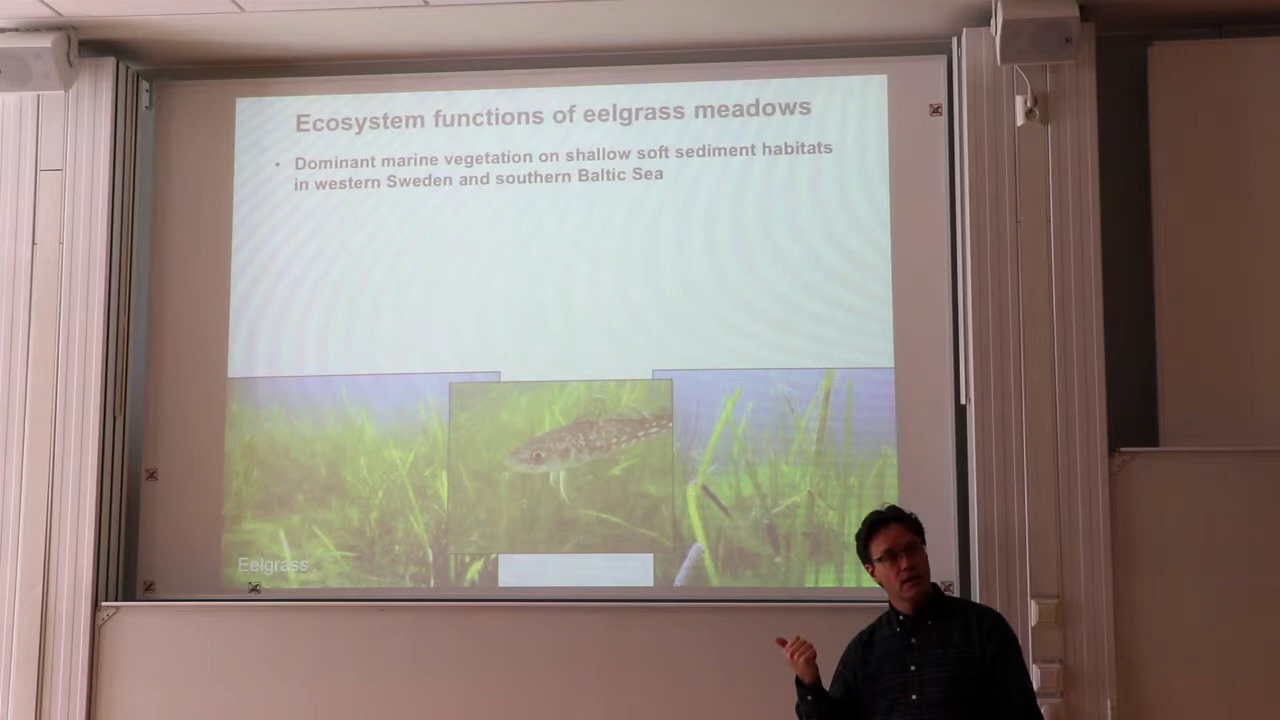 Ecosystem functions of eelgrass meadows
• Dominant marine vegetation on shallow soft sediment habitats
in western Sweden and southern Baltic Sea
Eelgrass